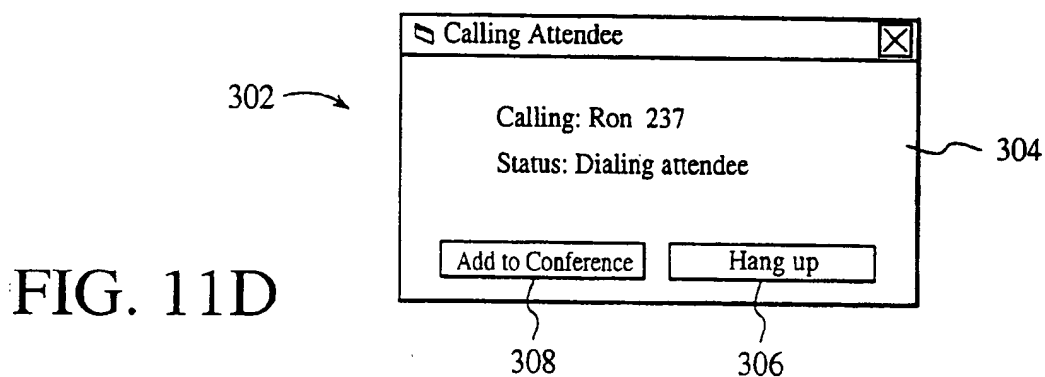 Calling Attendee
302
Calling: Ron 237
304
Status: Dialing attendee
Add to Conference
Hang up
FIG. 11D
308
306